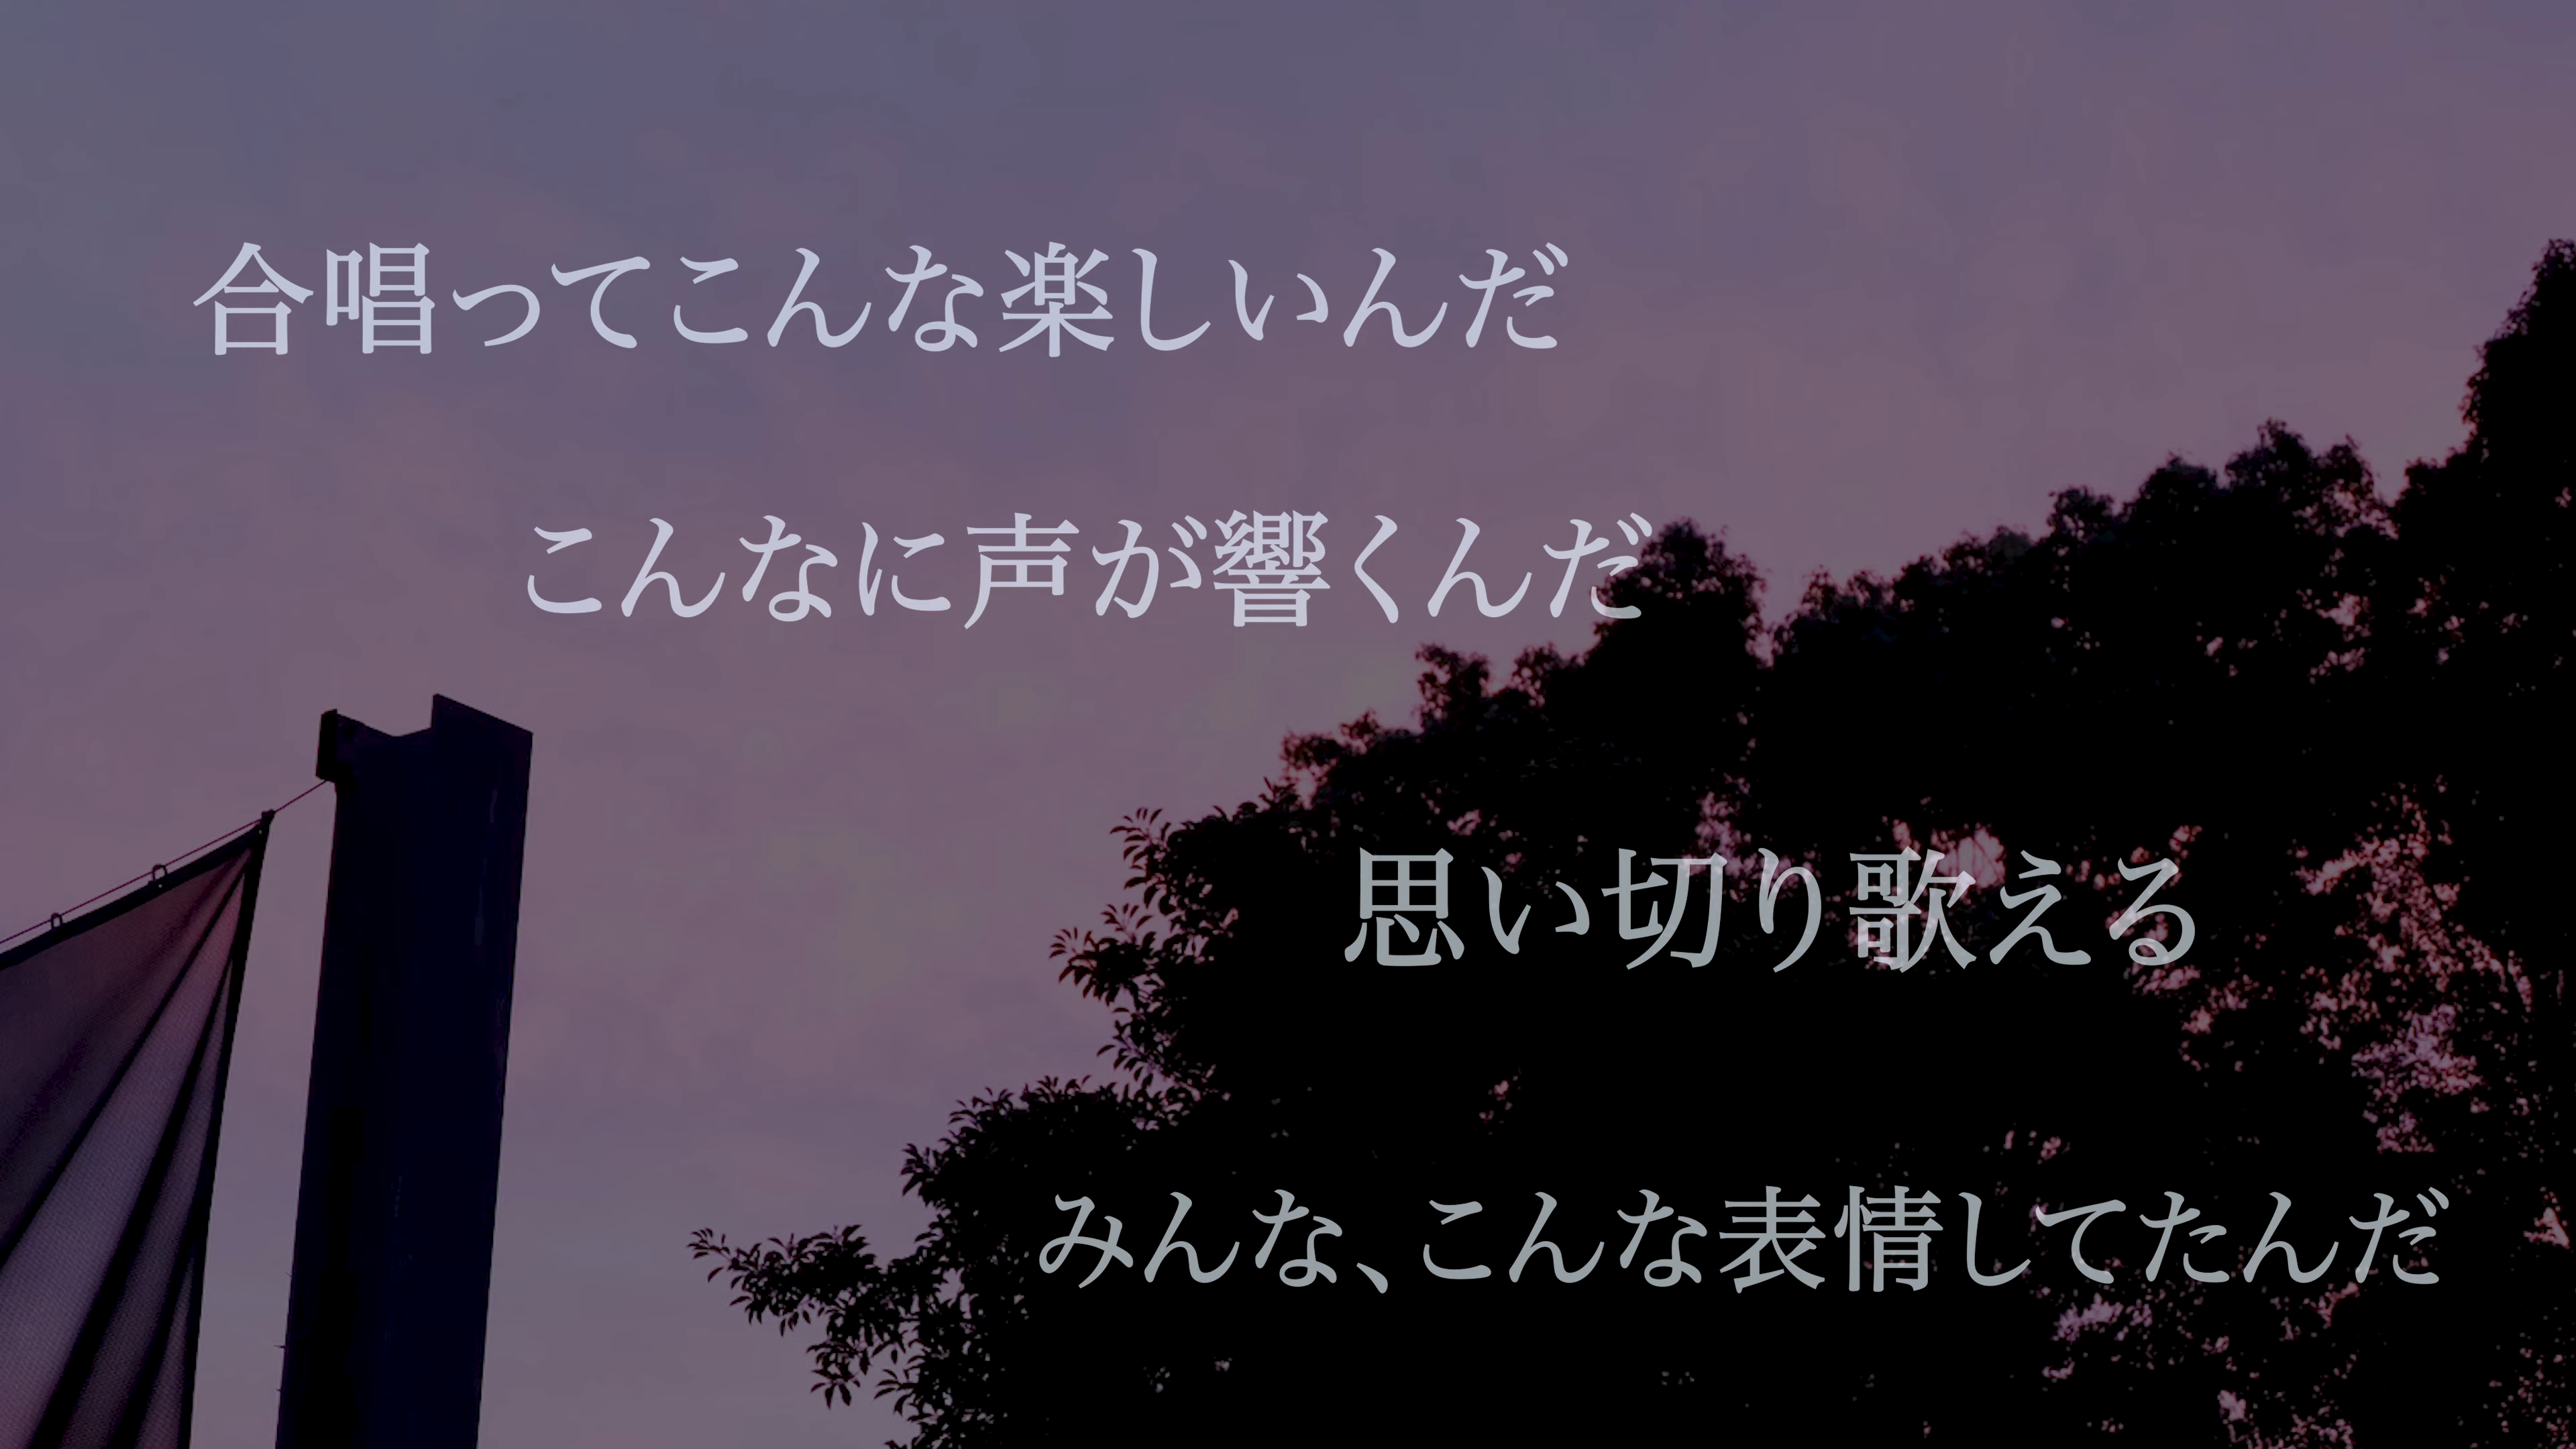 合唱ってこんな楽しいんだ
こんなに声が響くんだ
思い切り歌える
みんな、こんな表情してたんだ